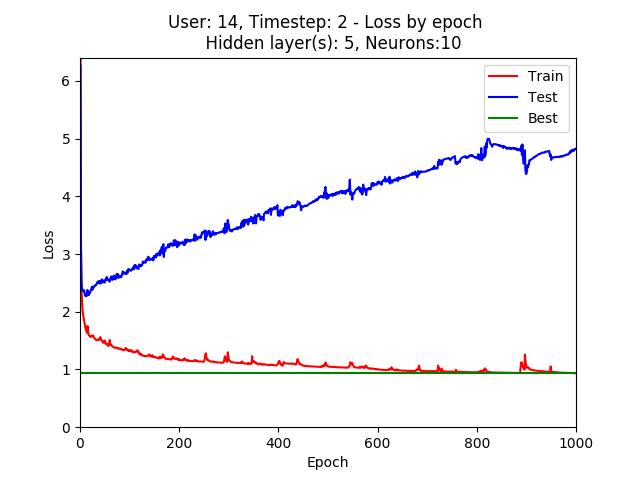 User: 14, Timestep: 2 - Loss by epoch
Hidden layer(s): 5, Neurons:10
Train
Test
Best
6
5
4
3
2
1
0
Loss
0 200 400 600 800 1000
Epoch